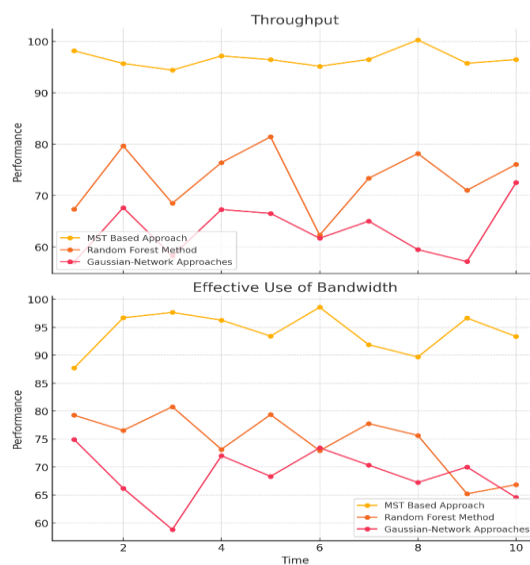 Throughput
100
90
80
70
60
Performance
MST Based Approach
Random Forest Method
Gaussian-Network Approaches
Effective Use of Bandwidth
100
95
90
85
80
75
70
65
60
Performance
MST Based Approach
Random Forest Method
Gaussian-Network Approaches
2 4 6 8 10
Time